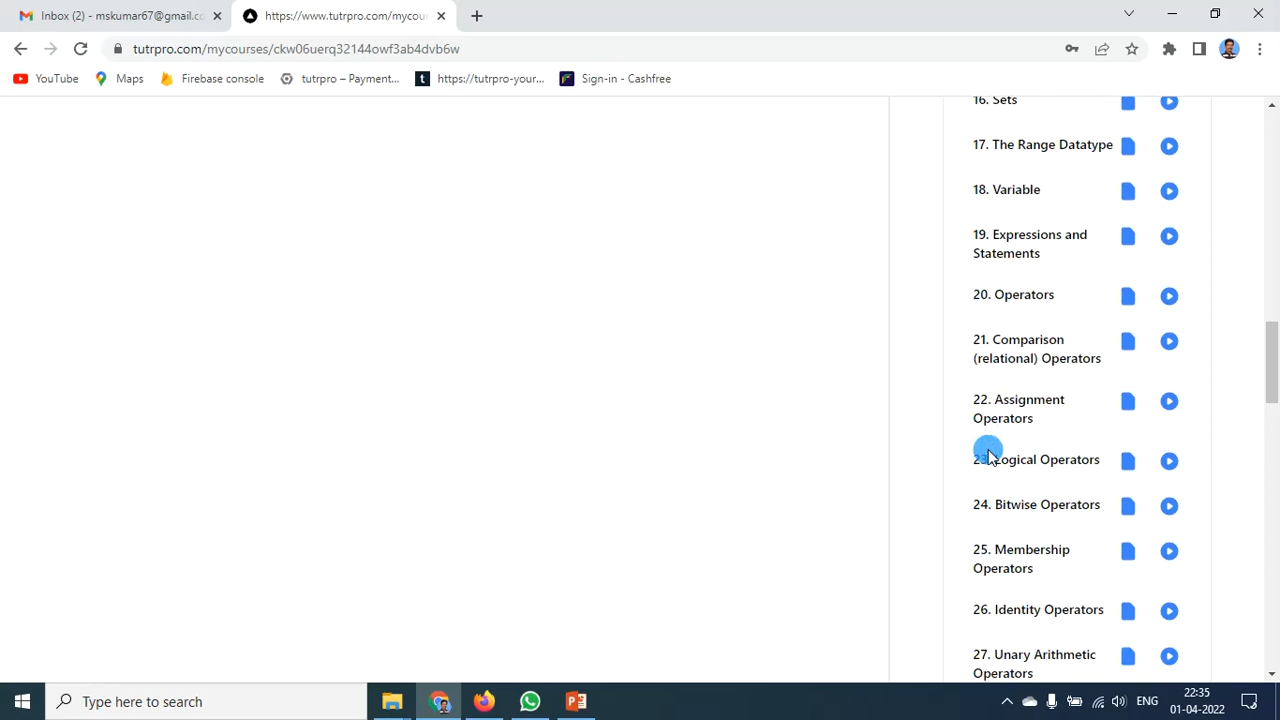 Inbox (2) - mskumar67@gmail.co
https://www.tutrpro.com/mycour
tutrpro.com/mycourses/ckw06uerq32144owf3ab4dvb6w
YouTube
Maps
Firebase console
tutrpro – Payment...
https://tutrpro-your...
Sign-in - Cashfree
16. Sets
17. The Range Datatype
18. Variable
19. Expressions and
Statements
20. Operators
21. Comparison
(relational) Operators
22. Assignment
Operators
23. Logical Operators
24. Bitwise Operators
25. Membership
Operators
26. Identity Operators
27. Unary Arithmetic
Operators
Type here to search
ENG
22:35
01-04-2022